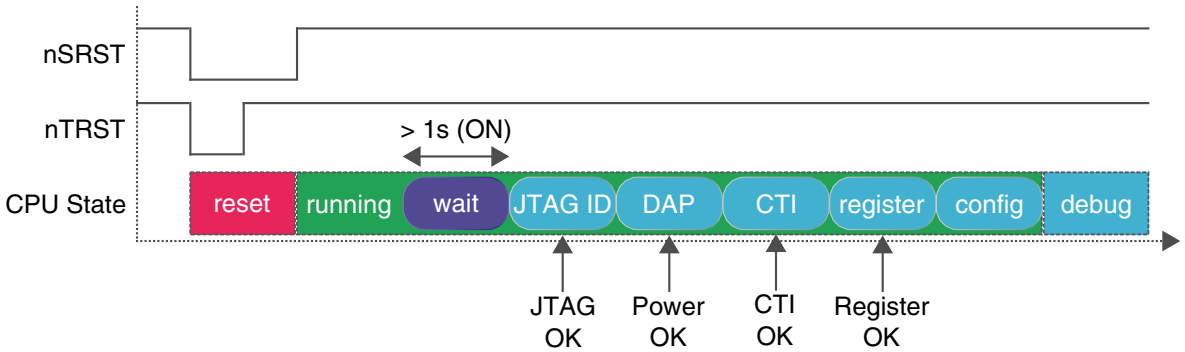 nSRST
nTRST
> 1s (ON)
CPU State
reset running wait JTAG ID DAP CTI register config debug
JTAG Power CTI Register
OK OK OK OK